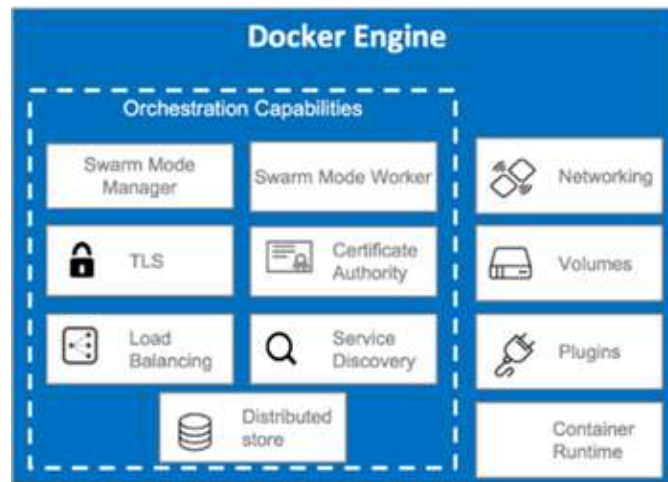 Docker Engine
Orchestration Capabilities
Swarm Mode
Manager
Swarm Mode Worker
Networking
TLS
Certificate
Authority
Volumes
Load
Balancing
Service
Discovery
Plugins
Distributed
store
Container
Runtime